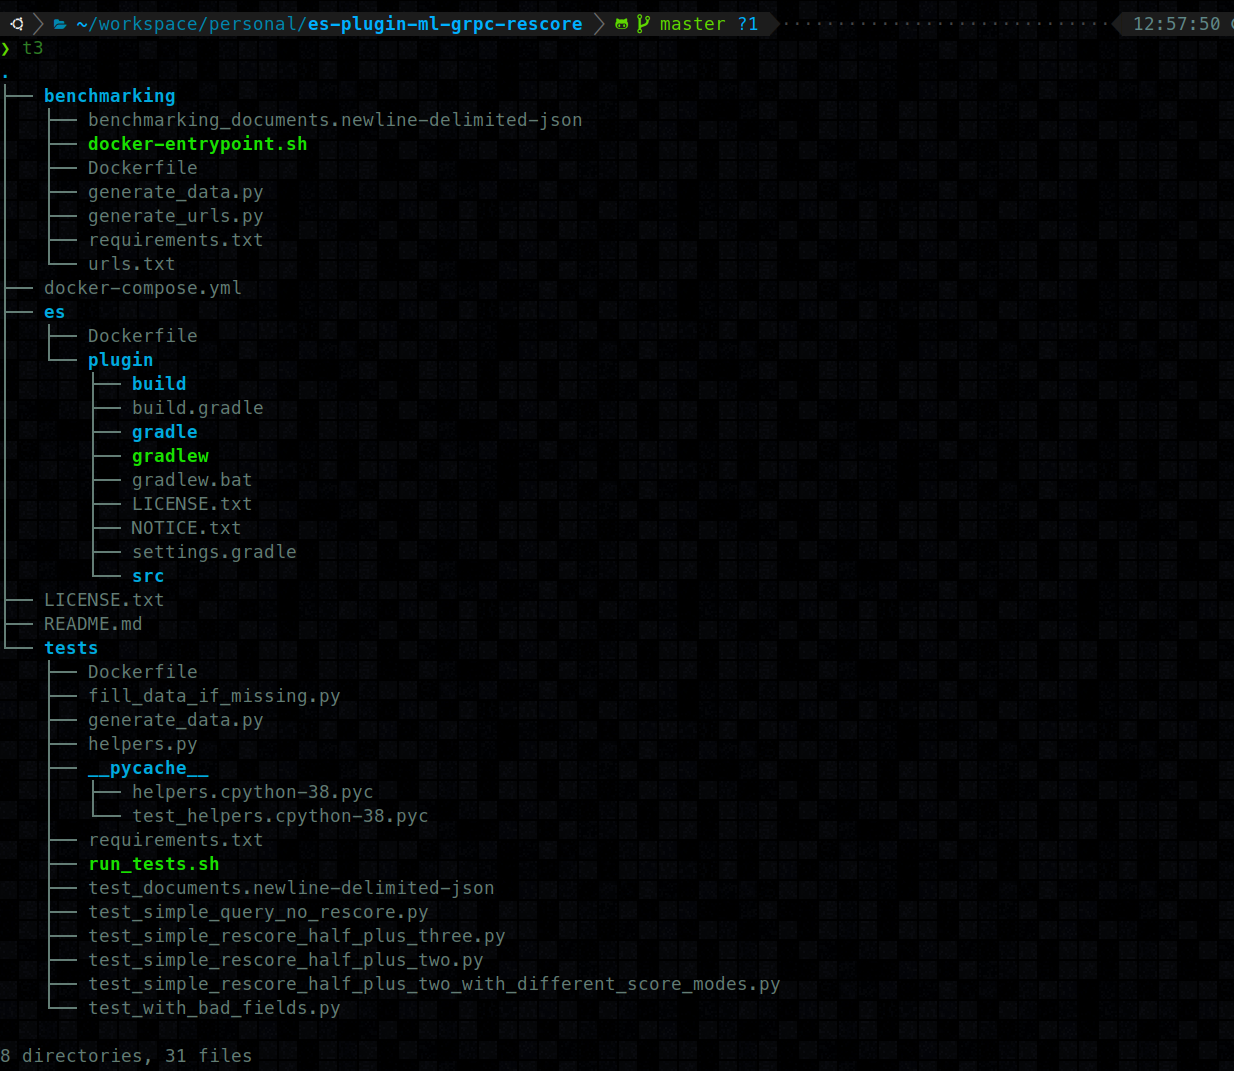 ~/workspace/personal/es-plugin-ml-grpc-rescore master ?1 12:57:50
❯ t3
.
├── benchmarking
│   ├── benchmarking_documents.newline-delimited-json
│   ├── docker-entrypoint.sh
│   ├── Dockerfile
│   ├── generate_data.py
│   ├── generate_urls.py
│   ├── requirements.txt
│   └── urls.txt
├── docker-compose.yml
├── es
│   ├── Dockerfile
│   └── plugin
│       ├── build
│       ├── build.gradle
│       ├── gradle
│       ├── gradlew
│       ├── gradlew.bat
│       ├── LICENSE.txt
│       ├── NOTICE.txt
│       ├── settings.gradle
│       └── src
├── LICENSE.txt
├── README.md
└── tests
    ├── Dockerfile
    ├── fill_data_if_missing.py
    ├── generate_data.py
    ├── helpers.py
    ├── __pycache__
    │   ├── helpers.cpython-38.pyc
    │   └── test_helpers.cpython-38.pyc
    ├── requirements.txt
    ├── run_tests.sh
    ├── test_documents.newline-delimited-json
    ├── test_simple_query_no_rescore.py
    ├── test_simple_rescore_half_plus_three.py
    ├── test_simple_rescore_half_plus_two.py
    ├── test_simple_rescore_half_plus_two_with_different_score_modes.py
    └── test_with_bad_fields.py
8 directories, 31 files